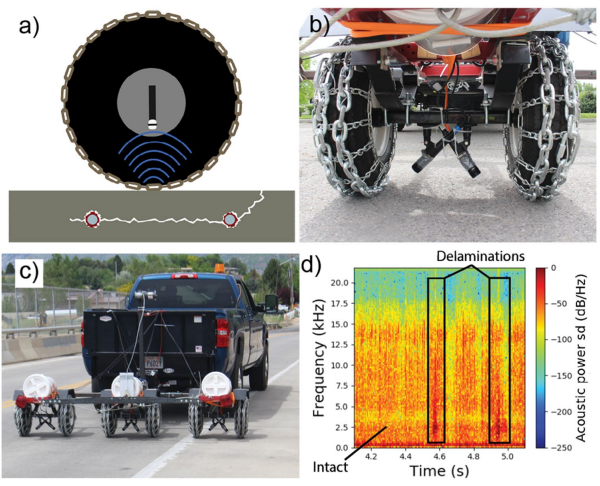 a)
b)
c)
d)
Delaminations
20.0
17.5
15.0
12.5
10.0
7.5
5.0
2.5
0.0
Frequency (kHz)
4.2
4.4
4.6
4.8
5.0
Time (s)
Intact
0
−50
−100
−150
−200
−250
Acoustic power sd (dB/Hz)